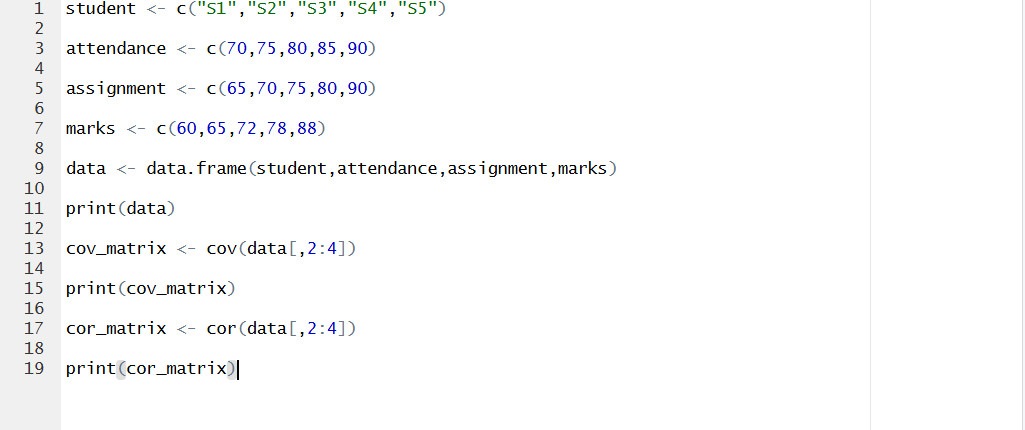 1 student <- c("S1","S2","S3","S4","S5")
2
3 attendance <- c(70,75,80,85,90)
4
5 assignment <- c(65,70,75,80,90)
6
7 marks <- c(60,65,72,78,88)
8
9 data <- data.frame(student,attendance,assignment,marks)
10
11 print(data)
12
13 cov_matrix <- cov(data[,2:4])
14
15 print(cov_matrix)
16
17 cor_matrix <- cor(data[,2:4])
18
19 print(cor_matrix)